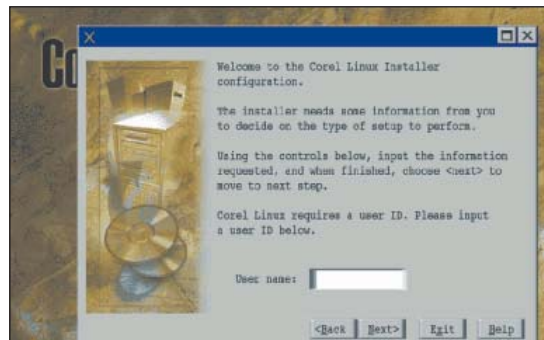 Co
Welcome to the Corel Linux Installer
configuration.
The installer needs some information from you
to decide on the type of setup to perform.
Using the controls below, input the information
requested, and when finished, choose <next> to
move to next step.
Corel Linux requires a user ID. Please input
a user ID below.
User name:
<Back Next> Exit Help